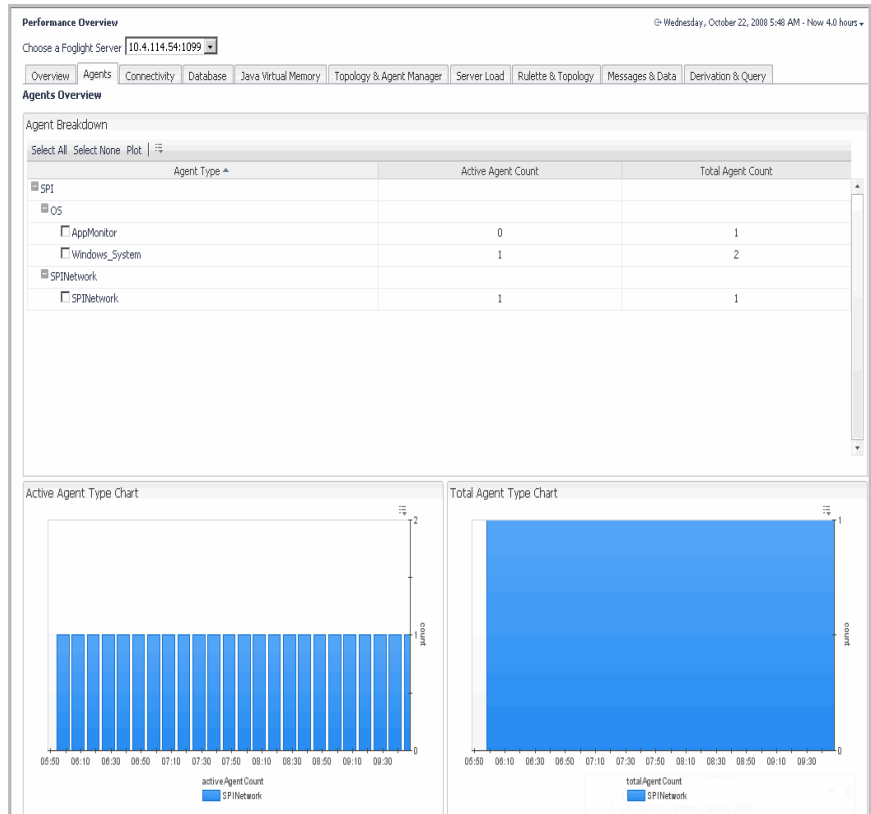 Performance Overview
Wednesday, October 22, 2008 5:48 AM - Now 4.0 hours
Choose a Foglight Server 10.4.114.54:1099
Overview Agents Connectivity Database Java Virtual Memory Topology & Agent Manager Server Load Rulette & Topology Messages & Data Derivation & Query
Agents Overview
Agent Breakdown
Select All Select None Plot
Agent Type Active Agent Count Total Agent Count
SPI
OS
AppMonitor 0 1
Windows_System 1 2
SPINetwork
SPINetwork 1 1
Active Agent Type Chart
2
1
count
0
05:50 06:10 06:30 06:50 07:10 07:30 07:50 08:10 08:30 08:50 09:10 09:30
activeAgentCount
SPINetwork
Total Agent Type Chart
1
count
0
05:50 06:10 06:30 06:50 07:10 07:30 07:50 08:10 08:30 08:50 09:10 09:30
totalAgentCount
SPINetwork